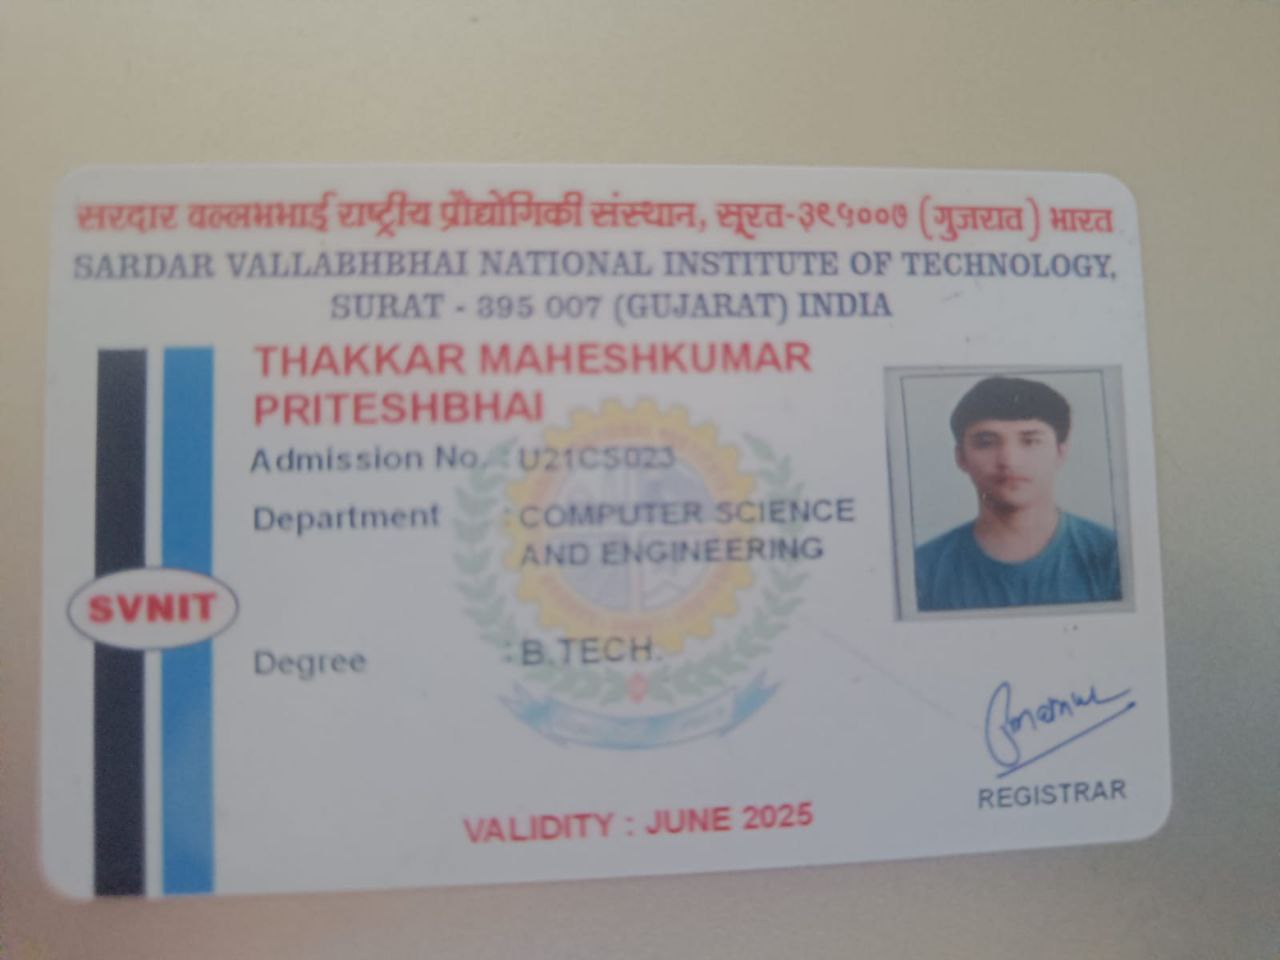 सरदार वल्लभभाई राष्ट्रीय प्रौद्योगिकी संस्थान, सूरत-३९५००७ (गुजरात) भारत
SARDAR VALLABHBHAI NATIONAL INSTITUTE OF TECHNOLOGY,
SURAT - 395 007 (GUJARAT) INDIA
THAKKAR MAHESHKUMAR
PRITESHBHAI
Admission No. : U21CS023
Department : COMPUTER SCIENCE
AND ENGINEERING
SVNIT
Degree : B.TECH.
REGISTRAR
VALIDITY : JUNE 2025